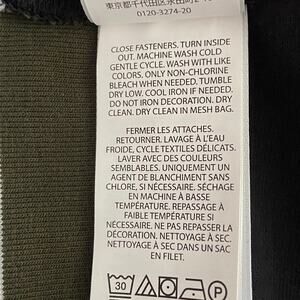 東京都千代田区永田町2-10
0120-3274-20
CLOSE FASTENERS. TURN INSIDE
OUT. MACHINE WASH COLD
GENTLE CYCLE. WASH WITH LIKE
COLORS. ONLY NON-CHLORINE
BLEACH WHEN NEEDED. TUMBLE
DRY LOW. COOL IRON IF NEEDED.
DO NOT IRON DECORATION. DRY
CLEAN. DRY CLEAN IN MESH BAG.
FERMER LES ATTACHES.
RETOURNER. LAVAGE À L'EAU
FROIDE, CYCLE TEXTILES DÉLICATS.
LAVER AVEC DES COULEURS
SEMBLABLES. UNIQUEMENT UN
AGENT DE BLANCHIMENT SANS
CHLORE, SI NÉCESSAIRE. SÉCHAGE
EN MACHINE À BASSE
TEMPÉRATURE. REPASSAGE À
FAIBLE TEMPÉRATURE SI
NÉCESSAIRE. NE PAS REPASSER LA
DÉCORATION. NETTOYAGE À SEC.
NETTOYAGE À SEC DANS UN SAC
EN FILET.
30